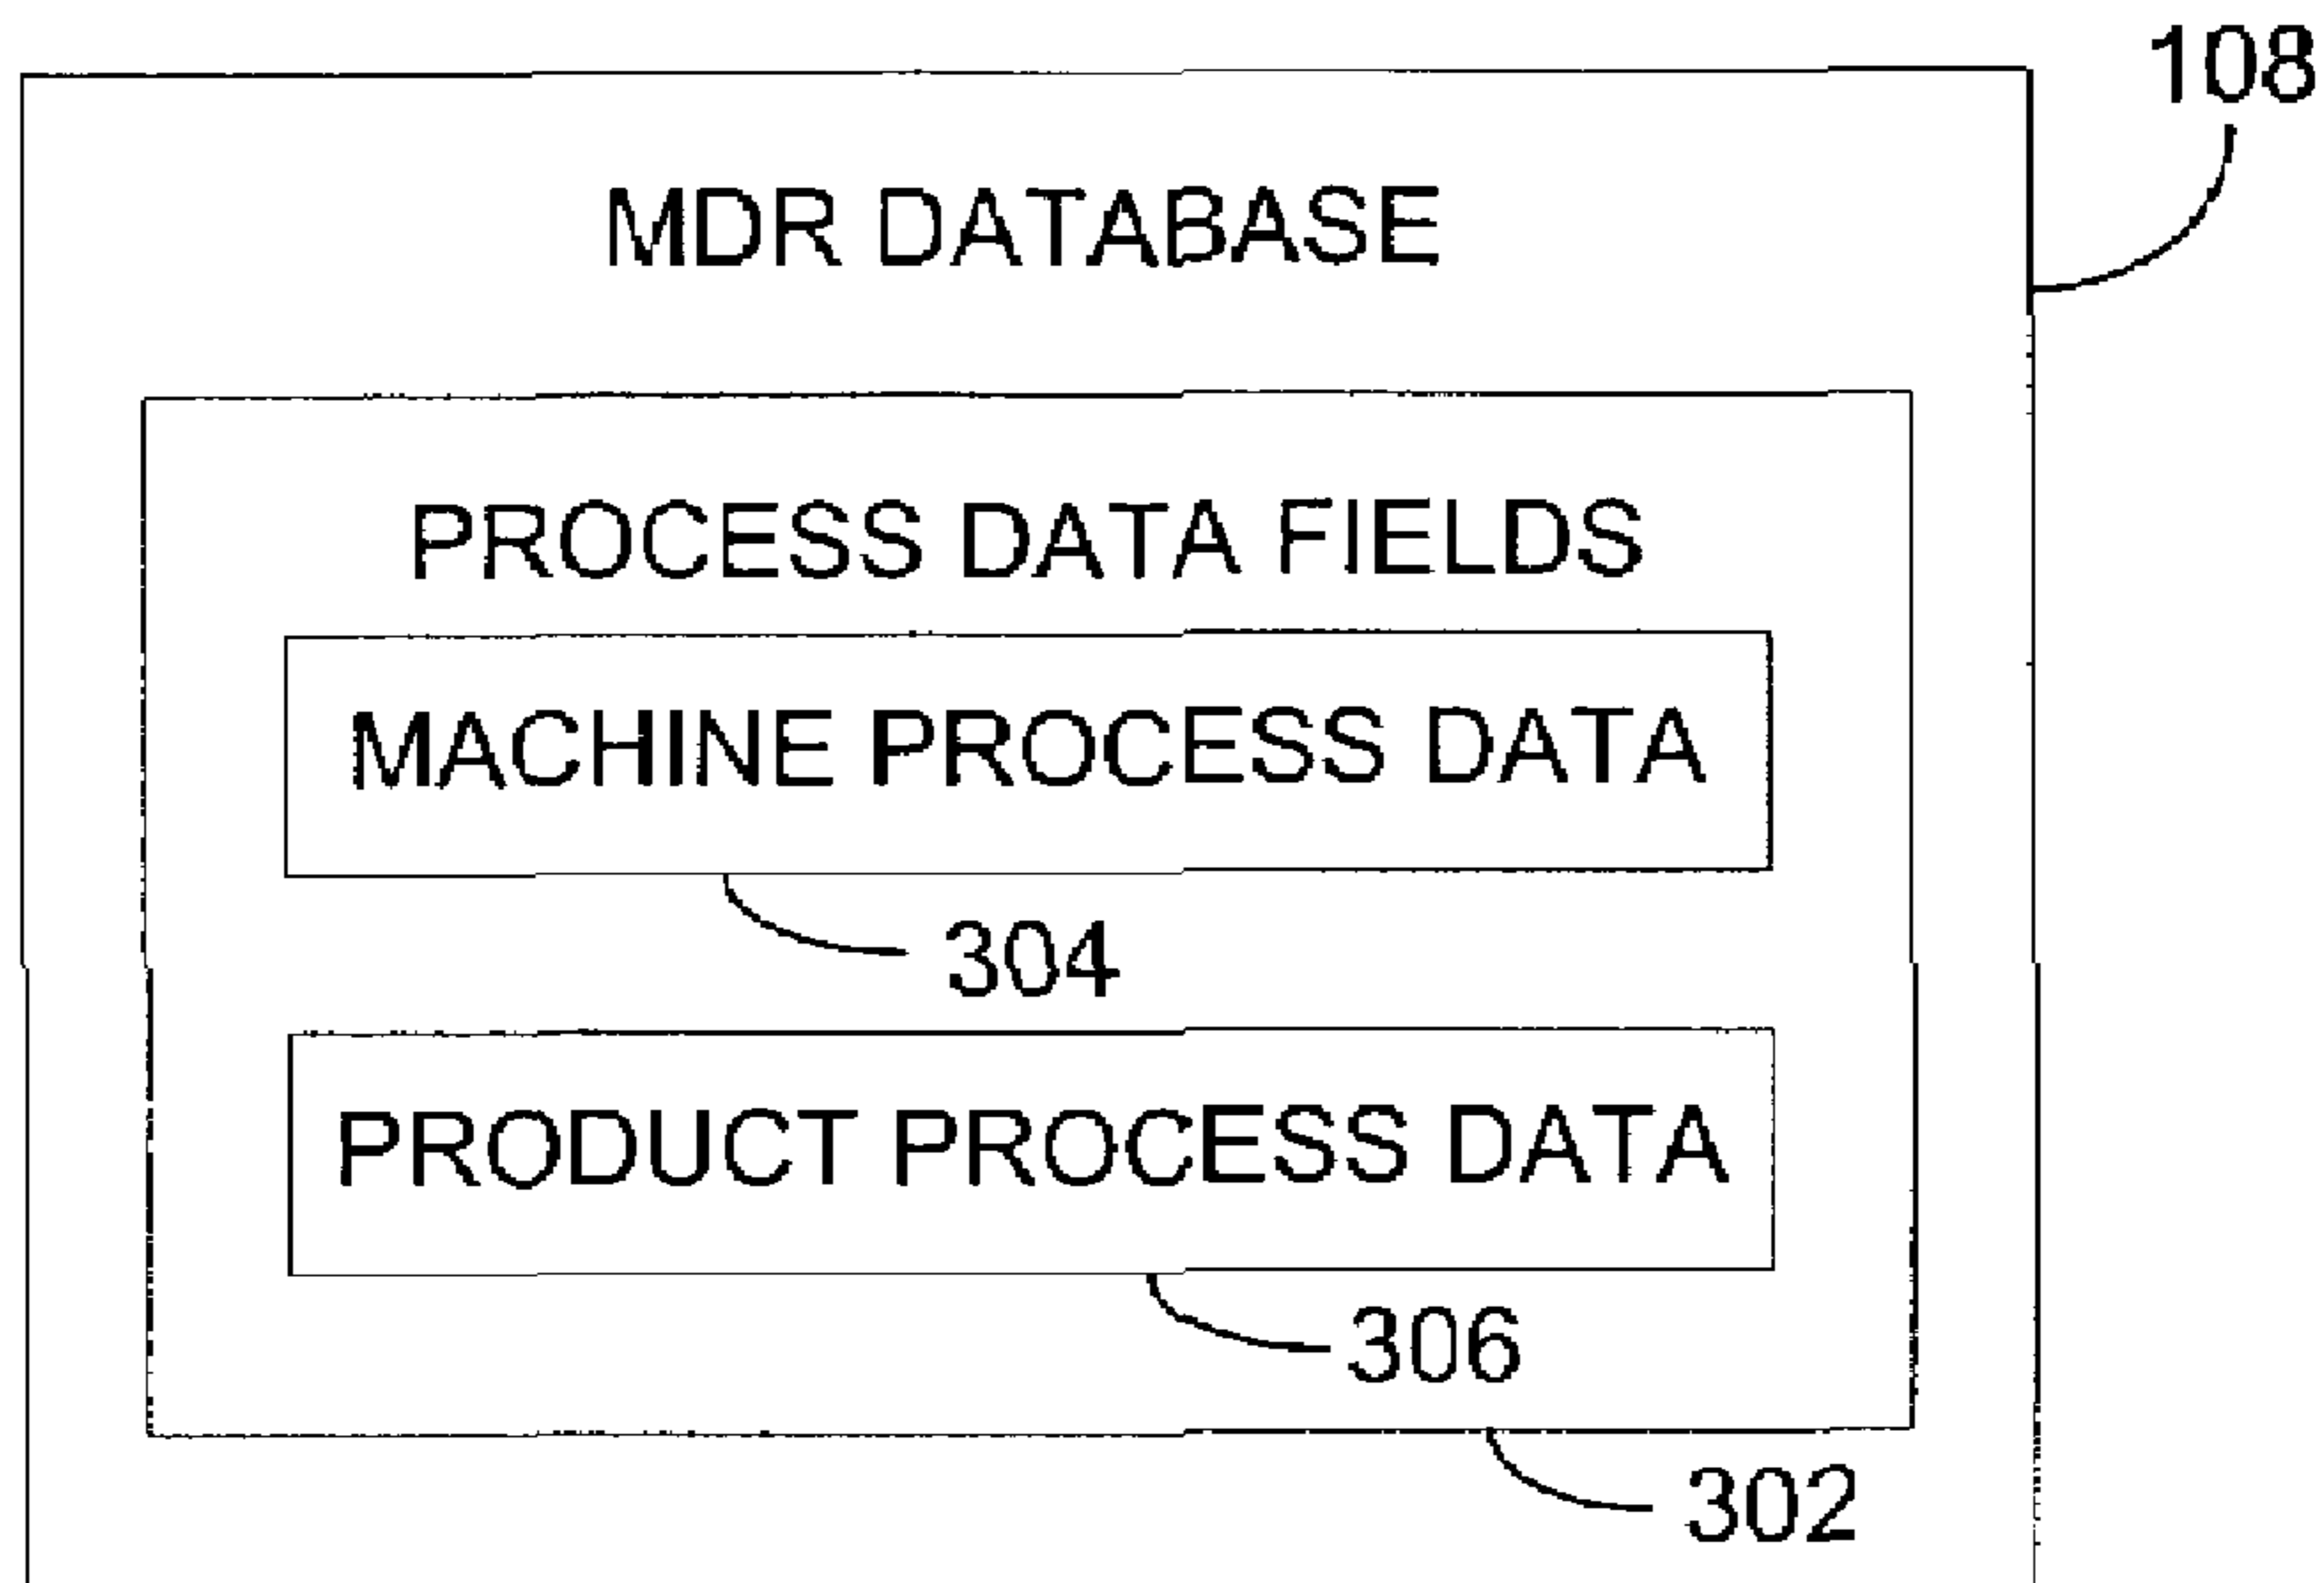 108
MDR DATABASE
PROCESS DATA FIELDS
MACHINE PROCESS DATA
304
PRODUCT PROCESS DATA
306
302